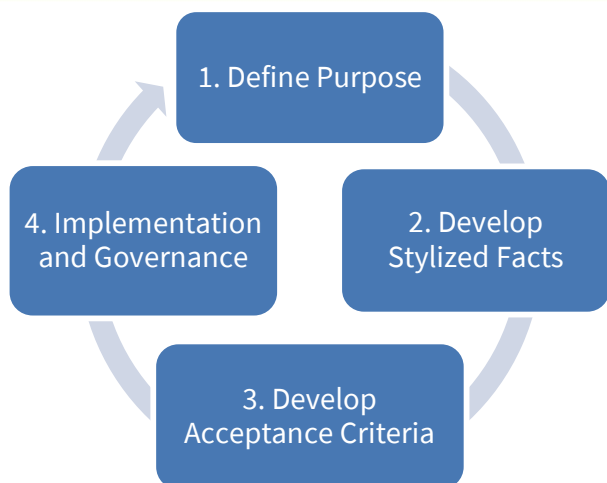 1. Define Purpose
2. Develop
Stylized Facts
3. Develop
Acceptance Criteria
4. Implementation
and Governance